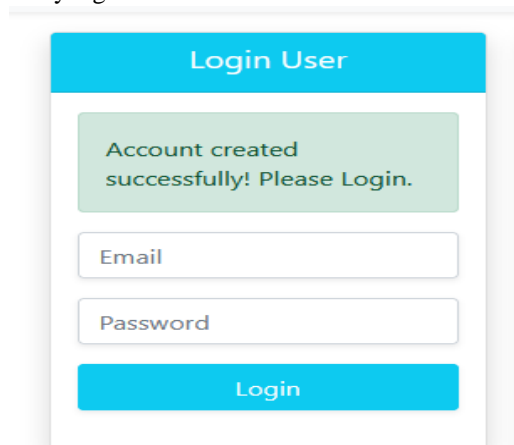 Login User
Account created
successfully! Please Login.
Email
Password
Login